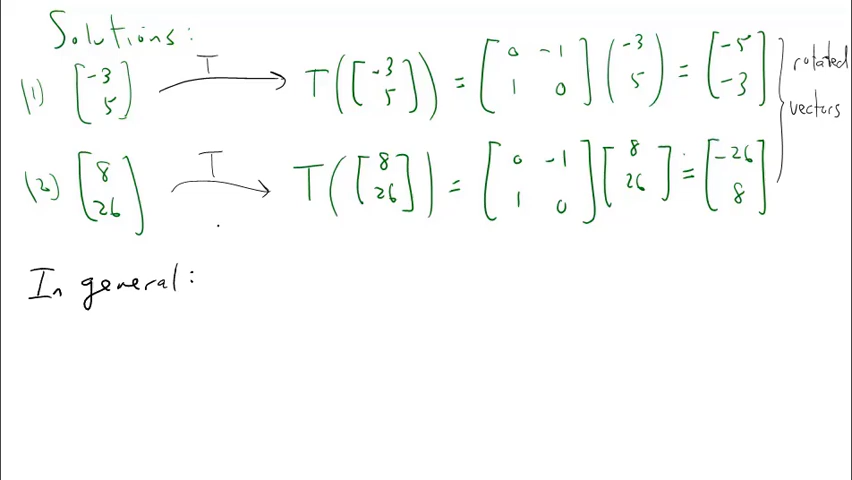 Solutions:
(1) [-3 5] T → T([-3 5]) = [0 -1 1 0](-3 5) = [-5 -3] rotated vectors
(2) [8 26] T → T([8 26]) = [0 -1 1 0][8 26] = [-26 8]
In general: